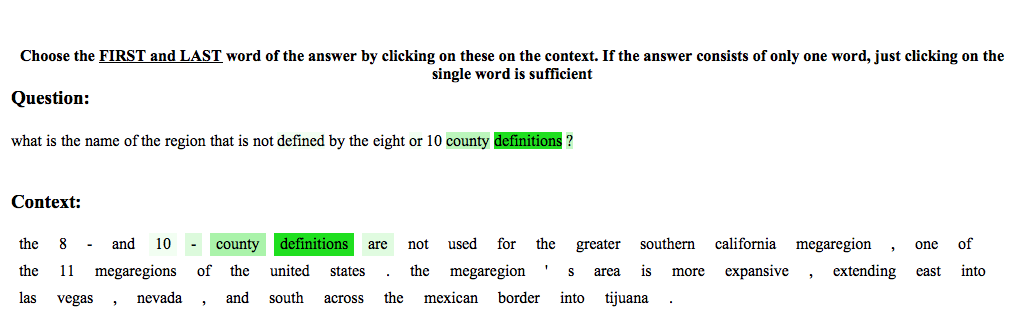 Choose the FIRST and LAST word of the answer by clicking on these on the context. If the answer consists of only one word, just clicking on the
single word is sufficient
Question:
what is the name of the region that is not defined by the eight or 10 county definitions ?
Context:
the 8 - and 10 - county definitions are not used for the greater southern california megaregion , one of
the 11 megaregions of the united states . the megaregion ' s area is more expansive , extending east into
las vegas , nevada , and south across the mexican border into tijuana .